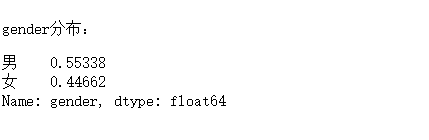 gender分布：
男    0.55338
女    0.44662
Name: gender, dtype: float64